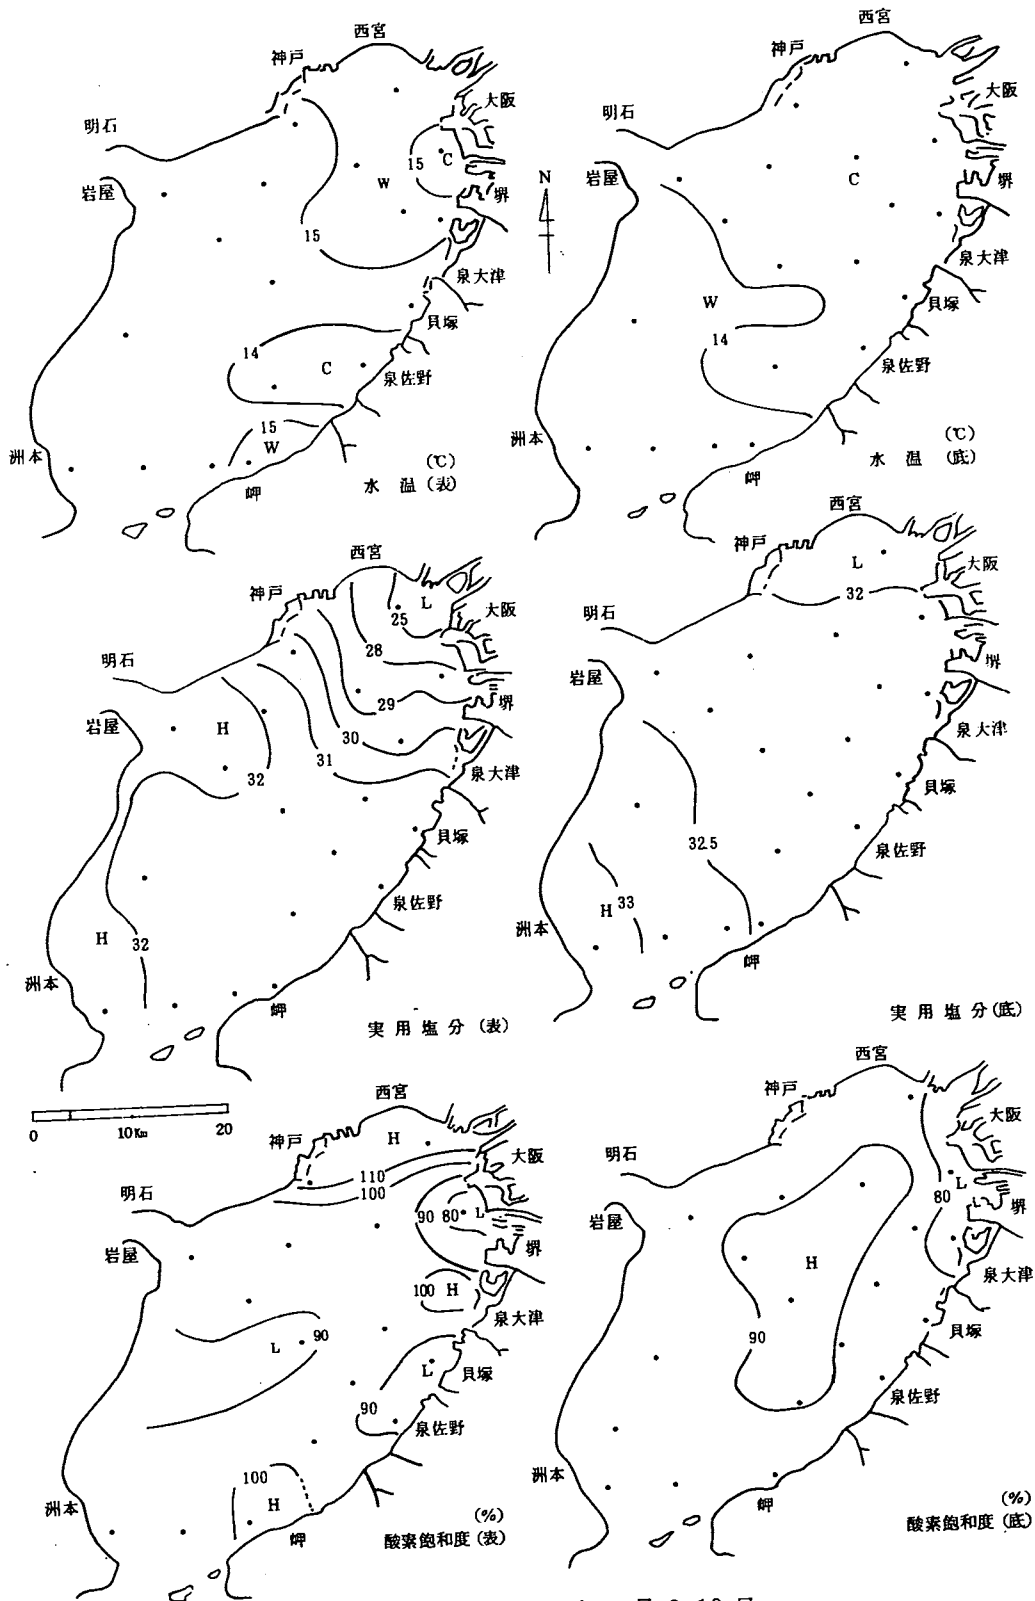 西宮
神戸
大阪
明石
15
C
W
堺
岩屋
15
泉大津
貝塚
14
C
泉佐野
15
W
洲本
岬
(℃)
水温(表)
N
西宮
神戸
大阪
明石
C
岩屋
堺
泉大津
W
貝塚
14
泉佐野
洲本
岬
(℃)
水温(底)
西宮
神戸
L
25
大阪
28
明石
29
堺
岩屋
H
30
31
32
泉大津
貝塚
泉佐野
H
32
洲本
岬
実用塩分(表)
西宮
神戸
L
大阪
32
明石
岩屋
堺
泉大津
貝塚
32.5
泉佐野
H
33
洲本
岬
実用塩分(底)
0 10Km 20
西宮
神戸
H
大阪
110
100
明石
90
80
L
堺
岩屋
100
H
泉大津
L
90
L
貝塚
90
泉佐野
100
H
洲本
岬
(%)
酸素飽和度(表)
西宮
神戸
大阪
明石
L
80
堺
岩屋
H
泉大津
90
貝塚
泉佐野
洲本
岬
(%)
酸素飽和度(底)